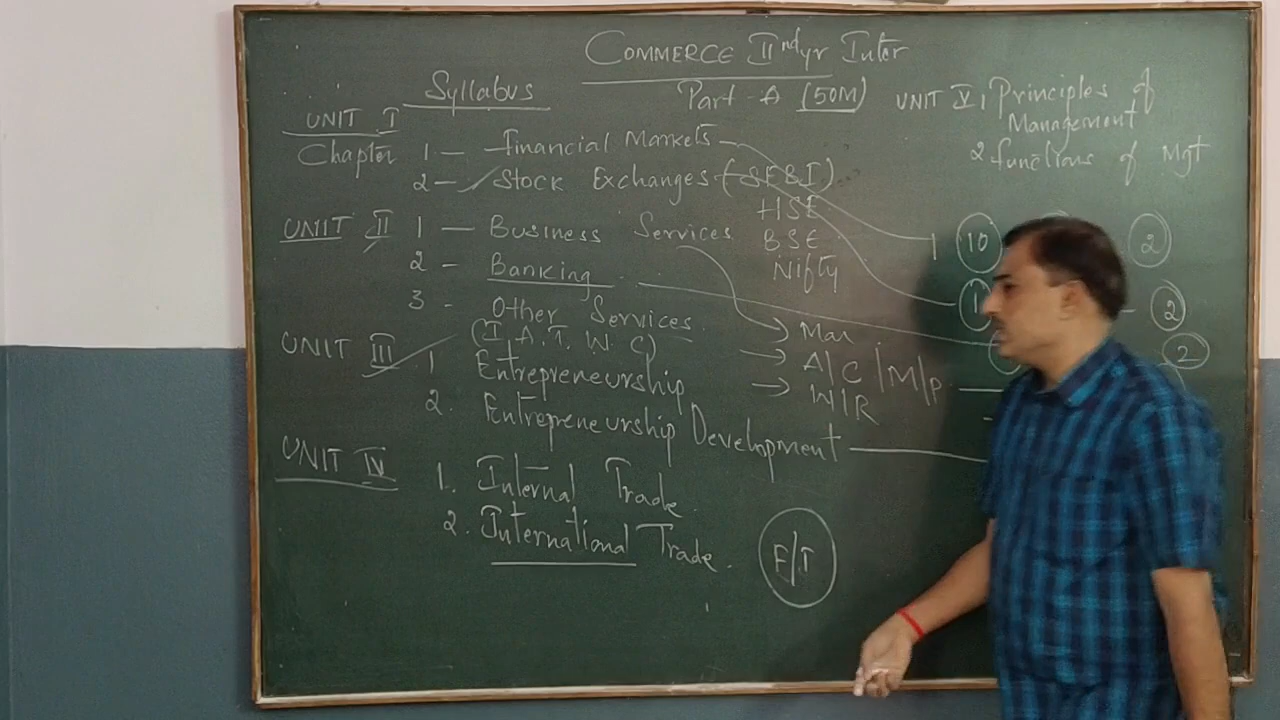 COMMERCE IInd yr Inter
Syllabus
Part - A (50M)
UNIT I
Chapter 1 — Financial Markets
2 — Stock Exchanges (SEBI)
HSE
BSE
Nifty
UNIT II 1 — Business Services
2 - Banking
3 - Other Services
(I. A. T. W. C)
UNIT III 1 Entrepreneurship
2. Entrepreneurship Development
UNIT IV
1. Internal Trade
2. International Trade.
F/T
→ Man
→ A/C/M/P
→ W/R
UNIT V 1 Principles of
Management
2 functions of Mgt
1 10 2
2
2